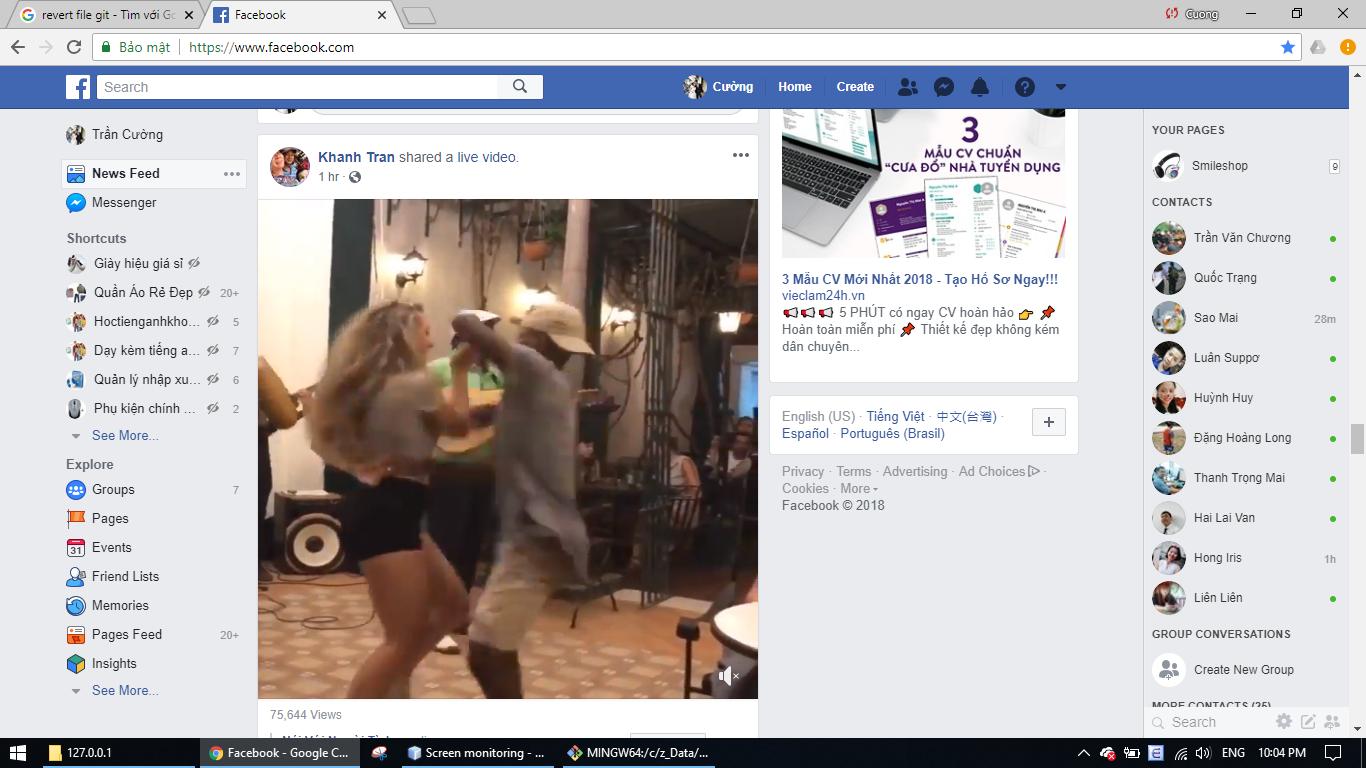 revert file git - Tìm với Go
Facebook
Cuong
Bảo mật
https://www.facebook.com
Search
Cường
Home
Create
Trần Cường
News Feed
Messenger
Shortcuts
Giày hiệu giá sỉ
Quần Áo Rẻ Đẹp 20+
Hoctienganhkho... 5
Dạy kèm tiếng a... 7
Quản lý nhập xu... 6
Phụ kiện chính ... 2
See More...
Explore
Groups 7
Pages
31 Events
Friend Lists
Memories
Pages Feed 20+
Insights
See More...
Khanh Tran shared a live video.
1 hr ·
75,644 Views
3
MẪU CV CHUẨN
“CƯA ĐỔ” NHÀ TUYỂN DỤNG
3 Mẫu CV Mới Nhất 2018 - Tạo Hồ Sơ Ngay!!!
vieclam24h.vn
5 PHÚT có ngay CV hoàn hảo
Hoàn toàn miễn phí Thiết kế đẹp không kém
dân chuyên...
English (US) · Tiếng Việt · 中文(台灣) ·
Español · Português (Brasil)
Privacy · Terms · Advertising · Ad Choices ·
Cookies · More
Facebook © 2018
YOUR PAGES
Smileshop 9
CONTACTS
Trần Văn Chương
Quốc Trạng
Sao Mai 28m
Luân Suppơ
Huỳnh Huy
Đặng Hoàng Long
Thanh Trọng Mai
Hai Lai Van
Hong Iris 1h
Liên Liên
GROUP CONVERSATIONS
Create New Group
MORE CONTACTS (25)
Search
127.0.0.1
Facebook - Google C...
Screen monitoring - ...
MINGW64:/c/z_Data/...
ENG
10:04 PM